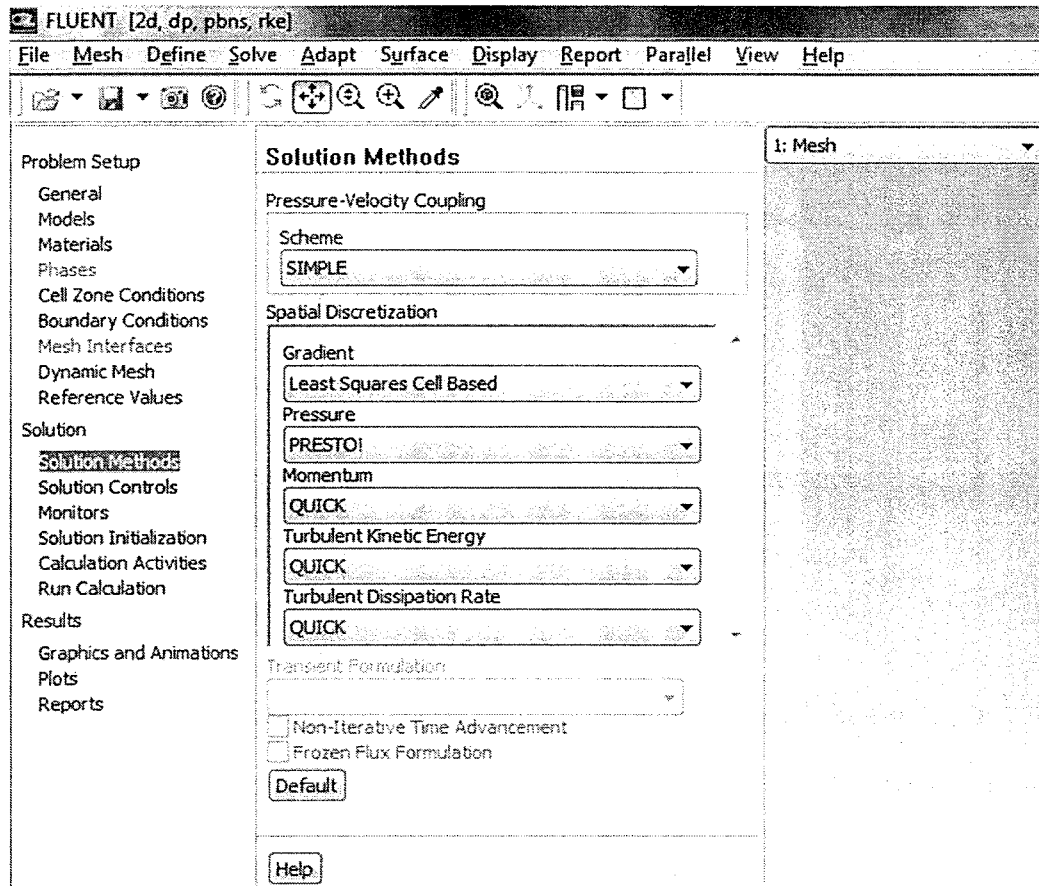 FLUENT [2d, dp, pbns, rke]
File Mesh Define Solve Adapt Surface Display Report Parallel View Help
Problem Setup
General
Models
Materials
Phases
Cell Zone Conditions
Boundary Conditions
Mesh Interfaces
Dynamic Mesh
Reference Values
Solution
Solution Methods
Solution Controls
Monitors
Solution Initialization
Calculation Activities
Run Calculation
Results
Graphics and Animations
Plots
Reports
Solution Methods
Pressure-Velocity Coupling
Scheme
SIMPLE
Spatial Discretization
Gradient
Least Squares Cell Based
Pressure
PRESTO!
Momentum
QUICK
Turbulent Kinetic Energy
QUICK
Turbulent Dissipation Rate
QUICK
Transient Formulation
Non-Iterative Time Advancement
Frozen Flux Formulation
Default
Help
1: Mesh